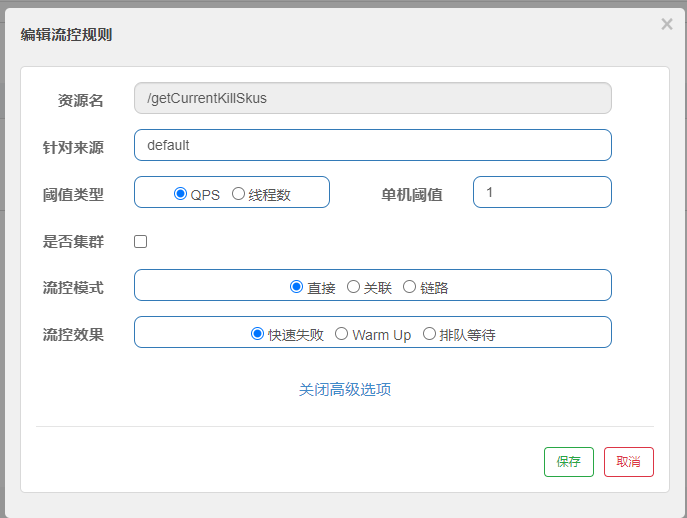 编辑流控规则
×
资源名 /getCurrentKillSkus
针对来源 default
阈值类型 QPS 线程数 单机阈值 1
是否集群
流控模式 直接 关联 链路
流控效果 快速失败 Warm Up 排队等待
关闭高级选项
保存 取消